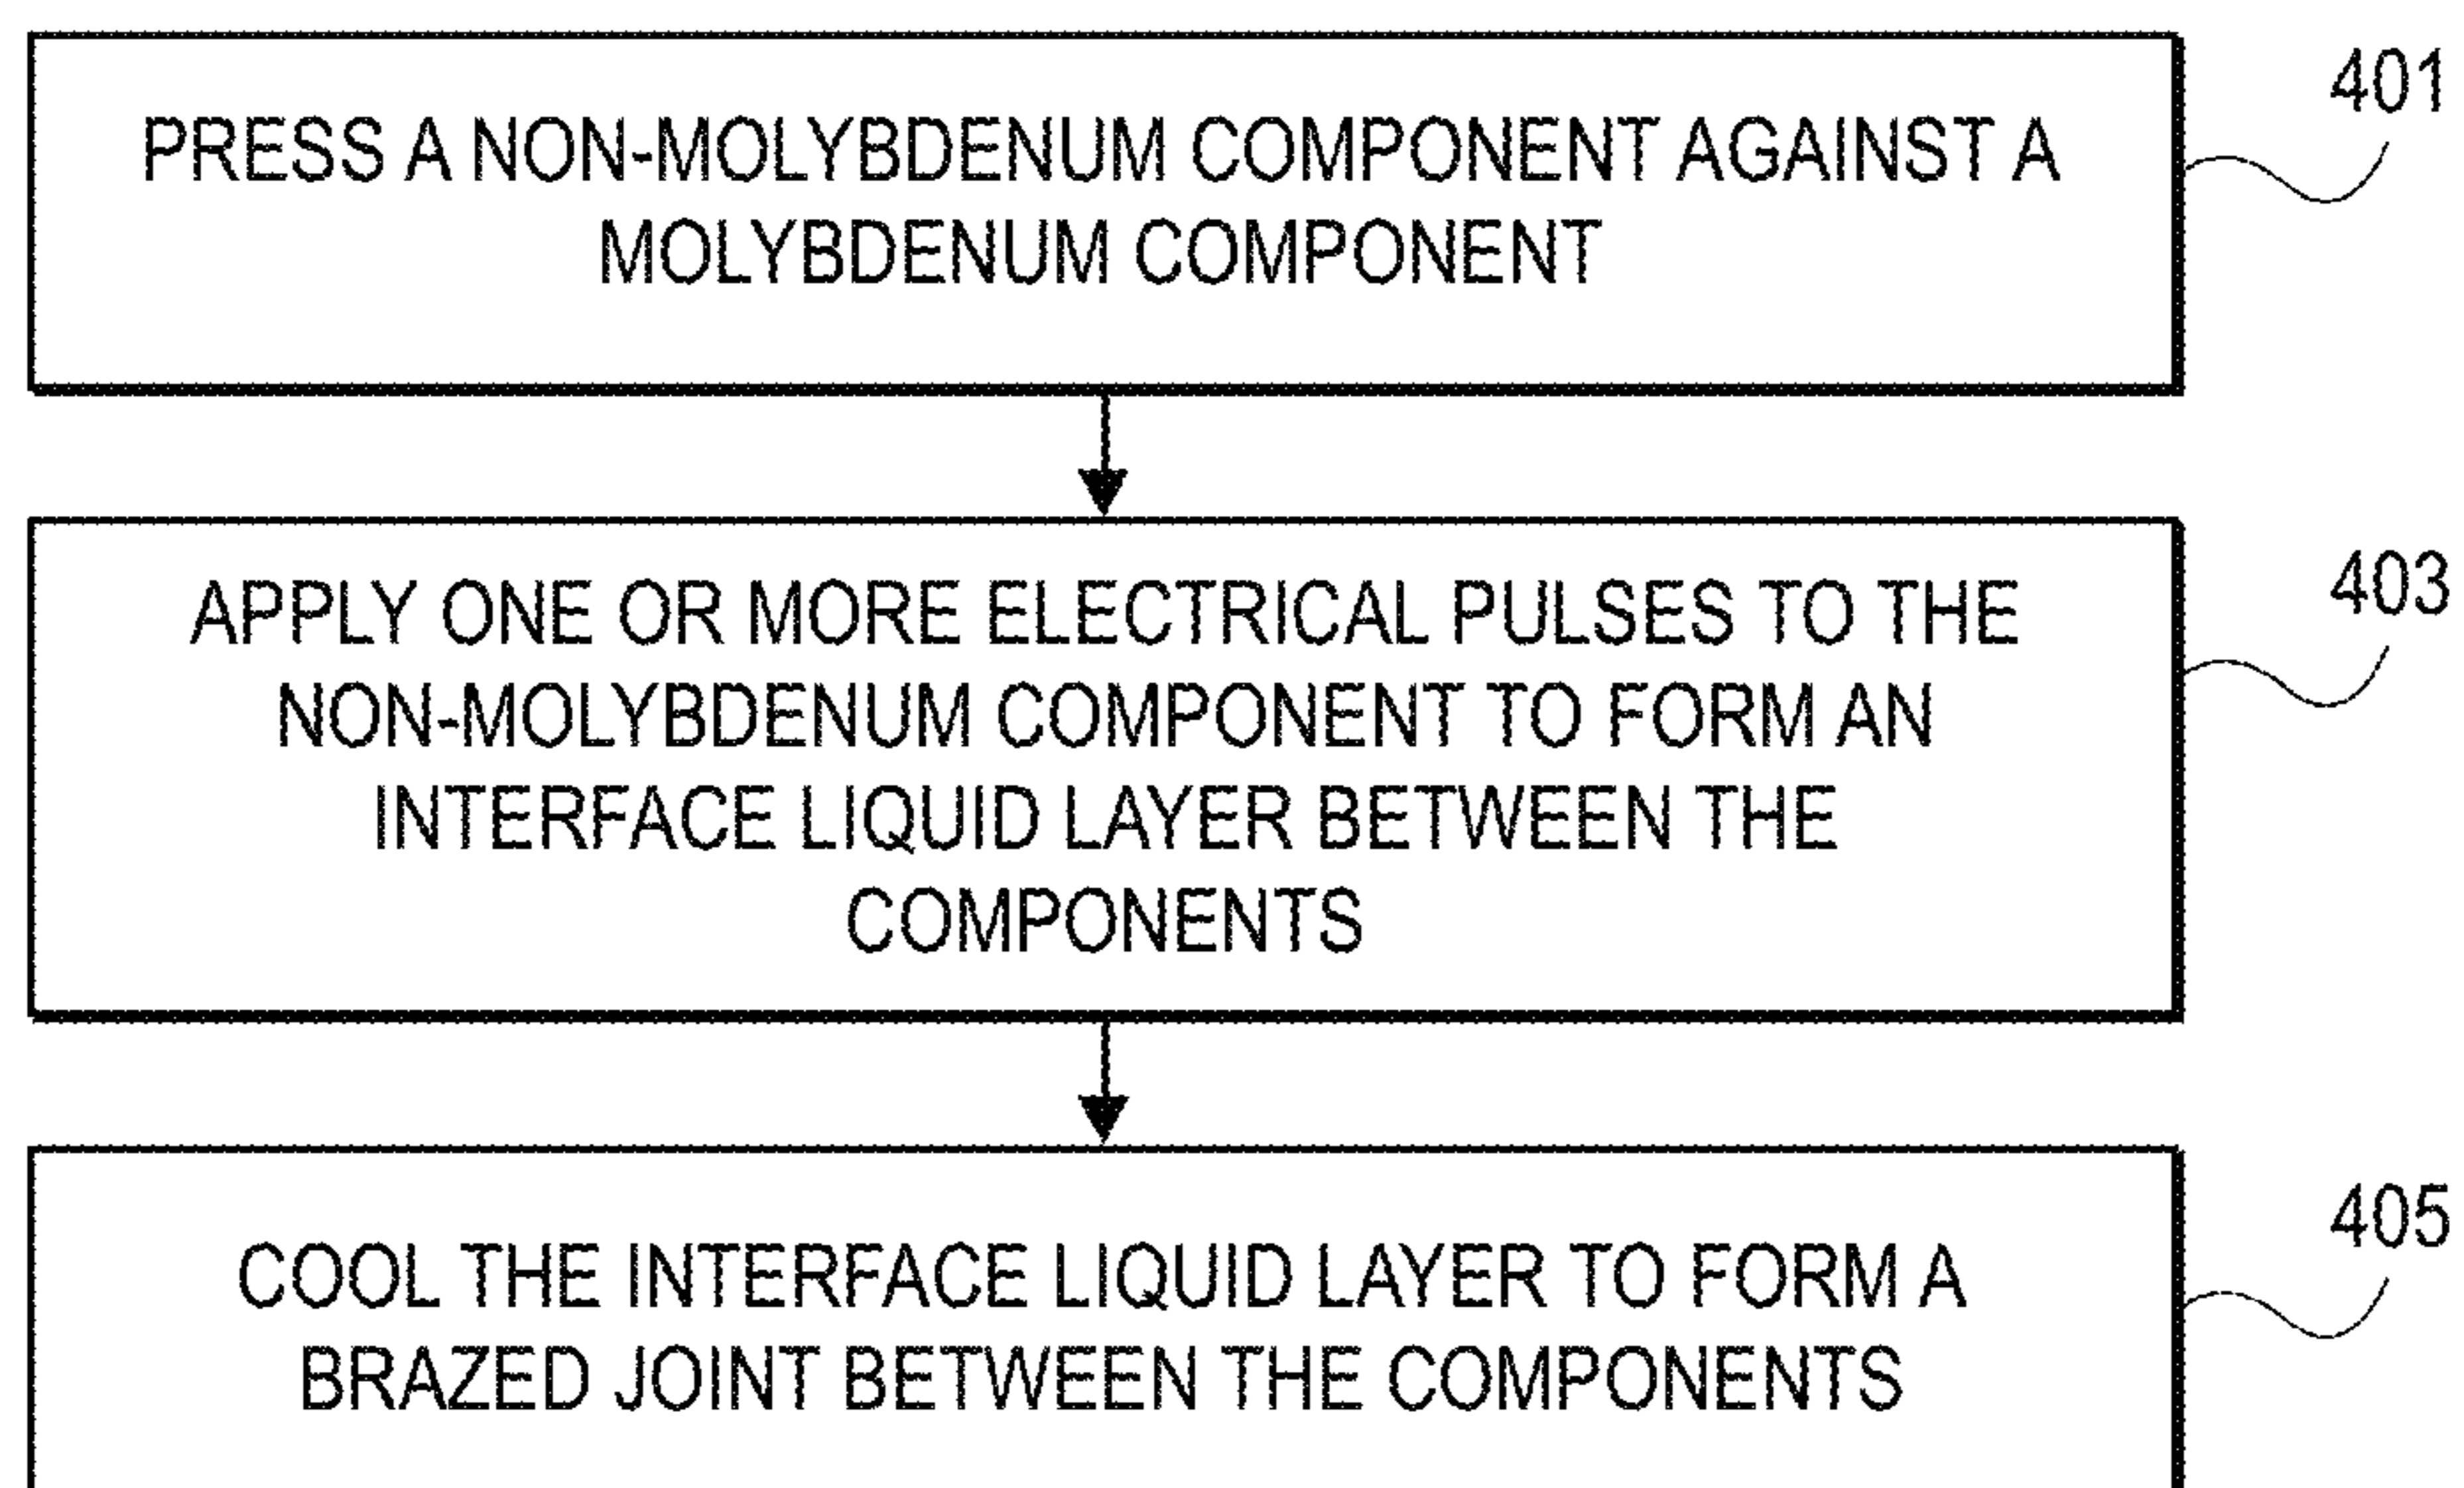 PRESS A NON-MOLYBDENUM COMPONENT AGAINST A
MOLYBDENUM COMPONENT
401
APPLY ONE OR MORE ELECTRICAL PULSES TO THE
NON-MOLYBDENUM COMPONENT TO FORM AN
INTERFACE LIQUID LAYER BETWEEN THE
COMPONENTS
403
COOL THE INTERFACE LIQUID LAYER TO FORM A
BRAZED JOINT BETWEEN THE COMPONENTS
405